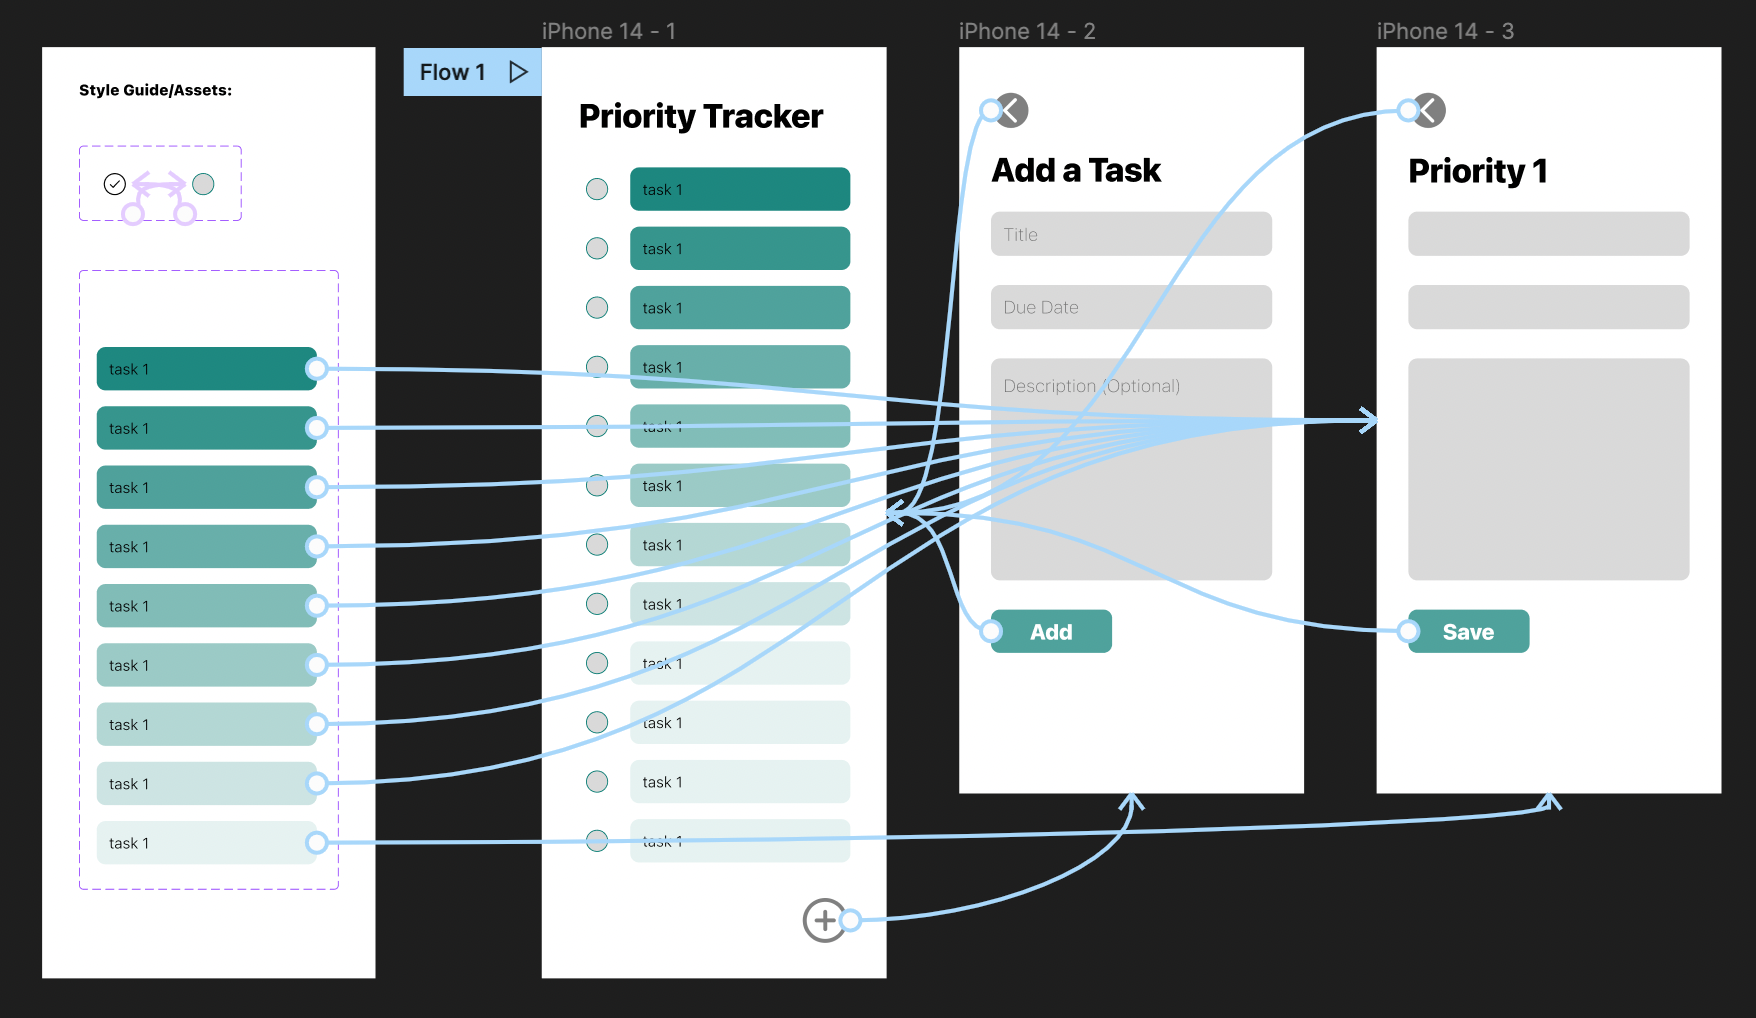 Style Guide/Assets:
task 1
task 1
task 1
task 1
task 1
task 1
task 1
task 1
task 1
Flow 1
iPhone 14 - 1
Priority Tracker
task 1
task 1
task 1
task 1
task 1
task 1
task 1
task 1
task 1
task 1
task 1
task 1
iPhone 14 - 2
Add a Task
Title
Due Date
Description (Optional)
Add
iPhone 14 - 3
Priority 1
Save